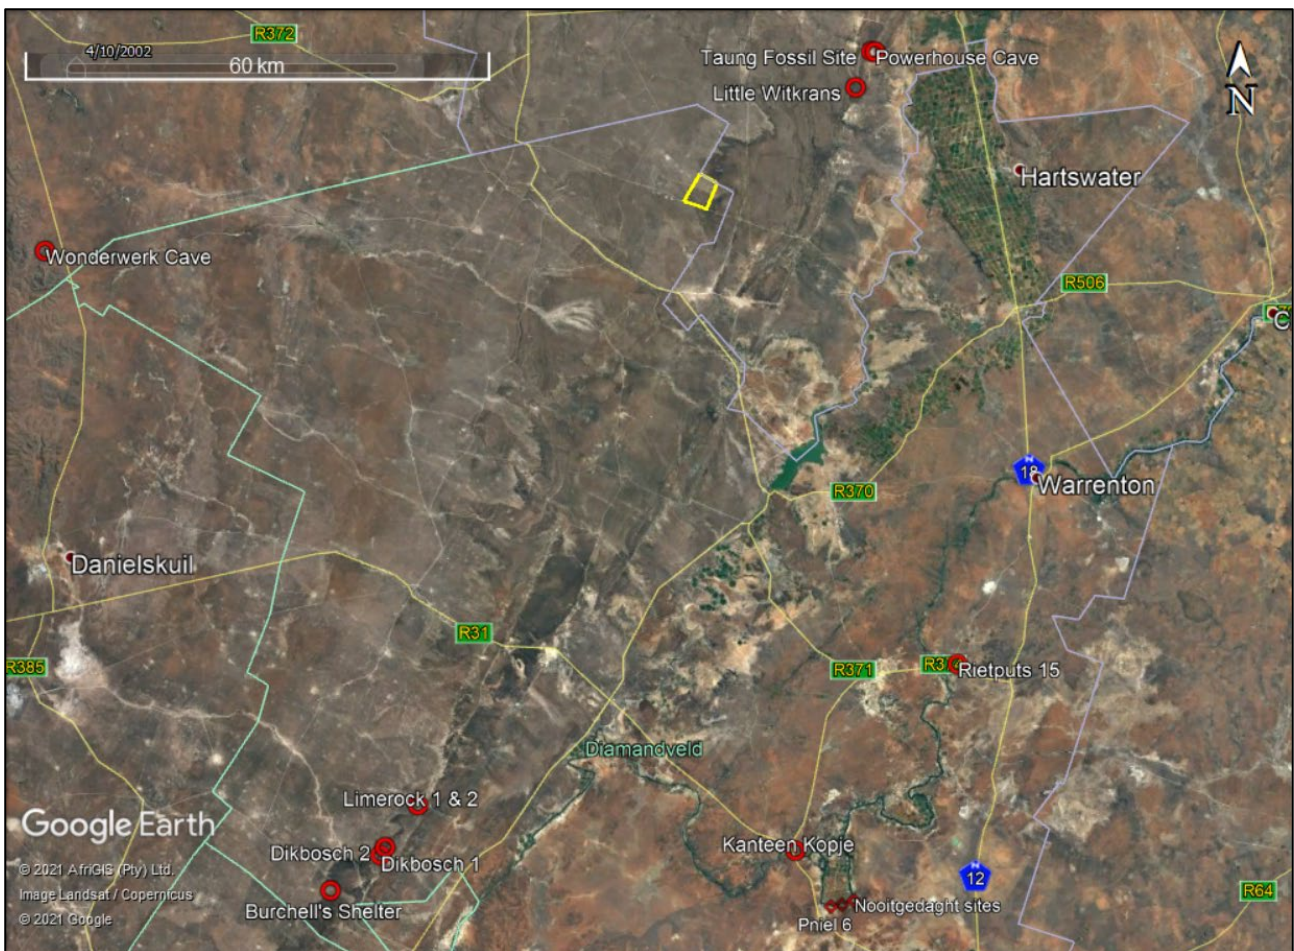 R372
4/10/2002
60 km
Taung Fossil Site
Powerhouse Cave
Little Witkrans
N
Hartswater
Wonderwerk Cave
R506
C
N
18
Warrenton
R370
Danielskuil
R31
R385
R371
Rietputs 15
Diamandveld
Limerock 1 & 2
Google Earth
Kanteen Kopje
Dikbosch 2
Dikbosch 1
© 2021 AfriGIS (Pty) Ltd.
N
12
Image Landsat / Copernicus
R64
Burchell's Shelter
Nooitgedaght sites
© 2021 Google
Pniel 6